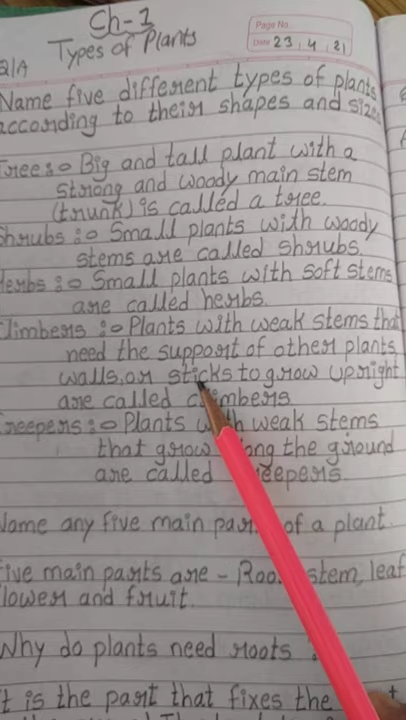 Ch-1
Types of Plants
Page No.
Date 23, 4, 21
Q/A
Name five different types of plants
according to their shapes and size
Trees :- Big and tall plant with a
strong and woody main stem
(trunk) is called a tree.
Shrubs :- Small plants with woody
stems are called shrubs.
Herbs :- Small plants with soft stems
are called herbs.
Climbers :- Plants with weak stems that
need the support of other plants
walls, or sticks to grow upright
are called climbers
Creepers :- Plants with weak stems
that grow along the ground
are called creepers.
Name any five main parts of a plant.
Five main parts are - Root, stem, leaf
flower and fruit.
Why do plants need roots
It is the part that fixes the